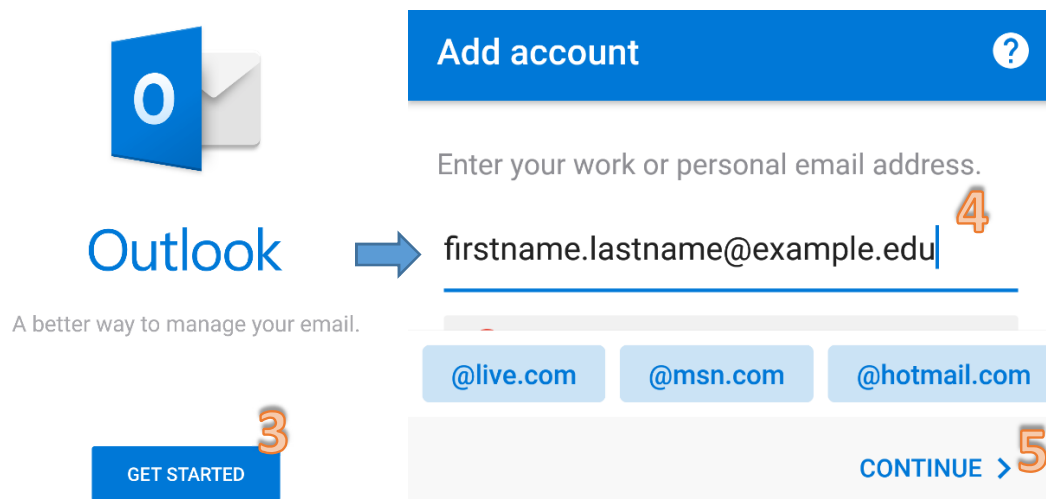 O
Outlook
A better way to manage your email.
3
GET STARTED
Add account
?
Enter your work or personal email address.
4
firstname.lastname@example.edu
@live.com @msn.com @hotmail.com
CONTINUE >
5